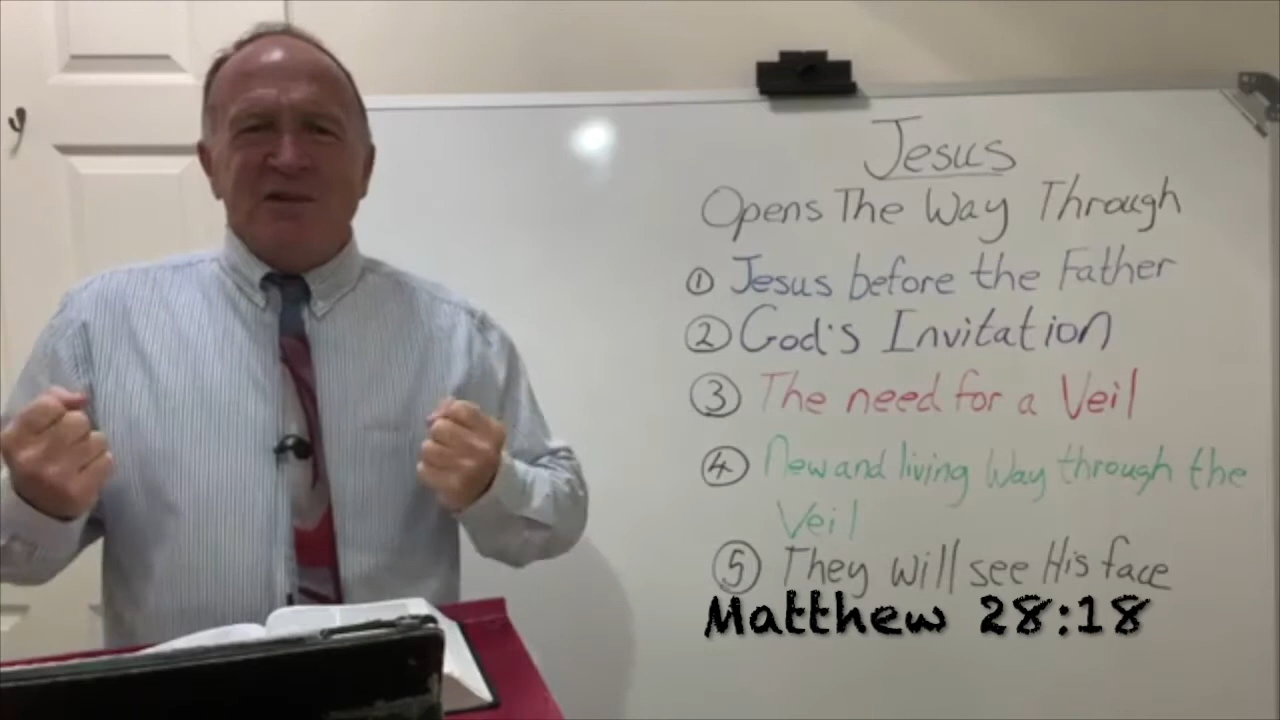 Jesus
Opens The Way Through
① Jesus before the Father
② God's Invitation
③ The need for a Veil
④ New and living Way through the
Veil
⑤ They will see His face
Matthew 28:18